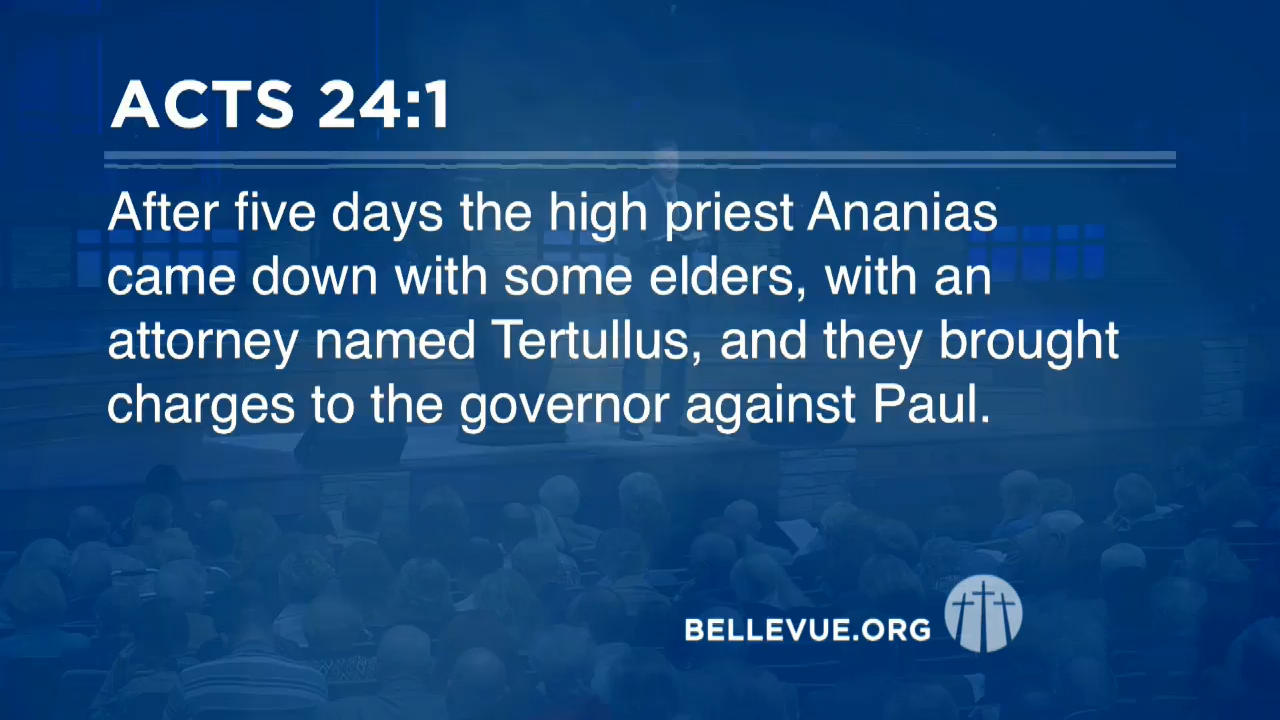 ACTS 24:1
After five days the high priest Ananias
came down with some elders, with an
attorney named Tertullus, and they brought
charges to the governor against Paul.
BELLEVUE.ORG